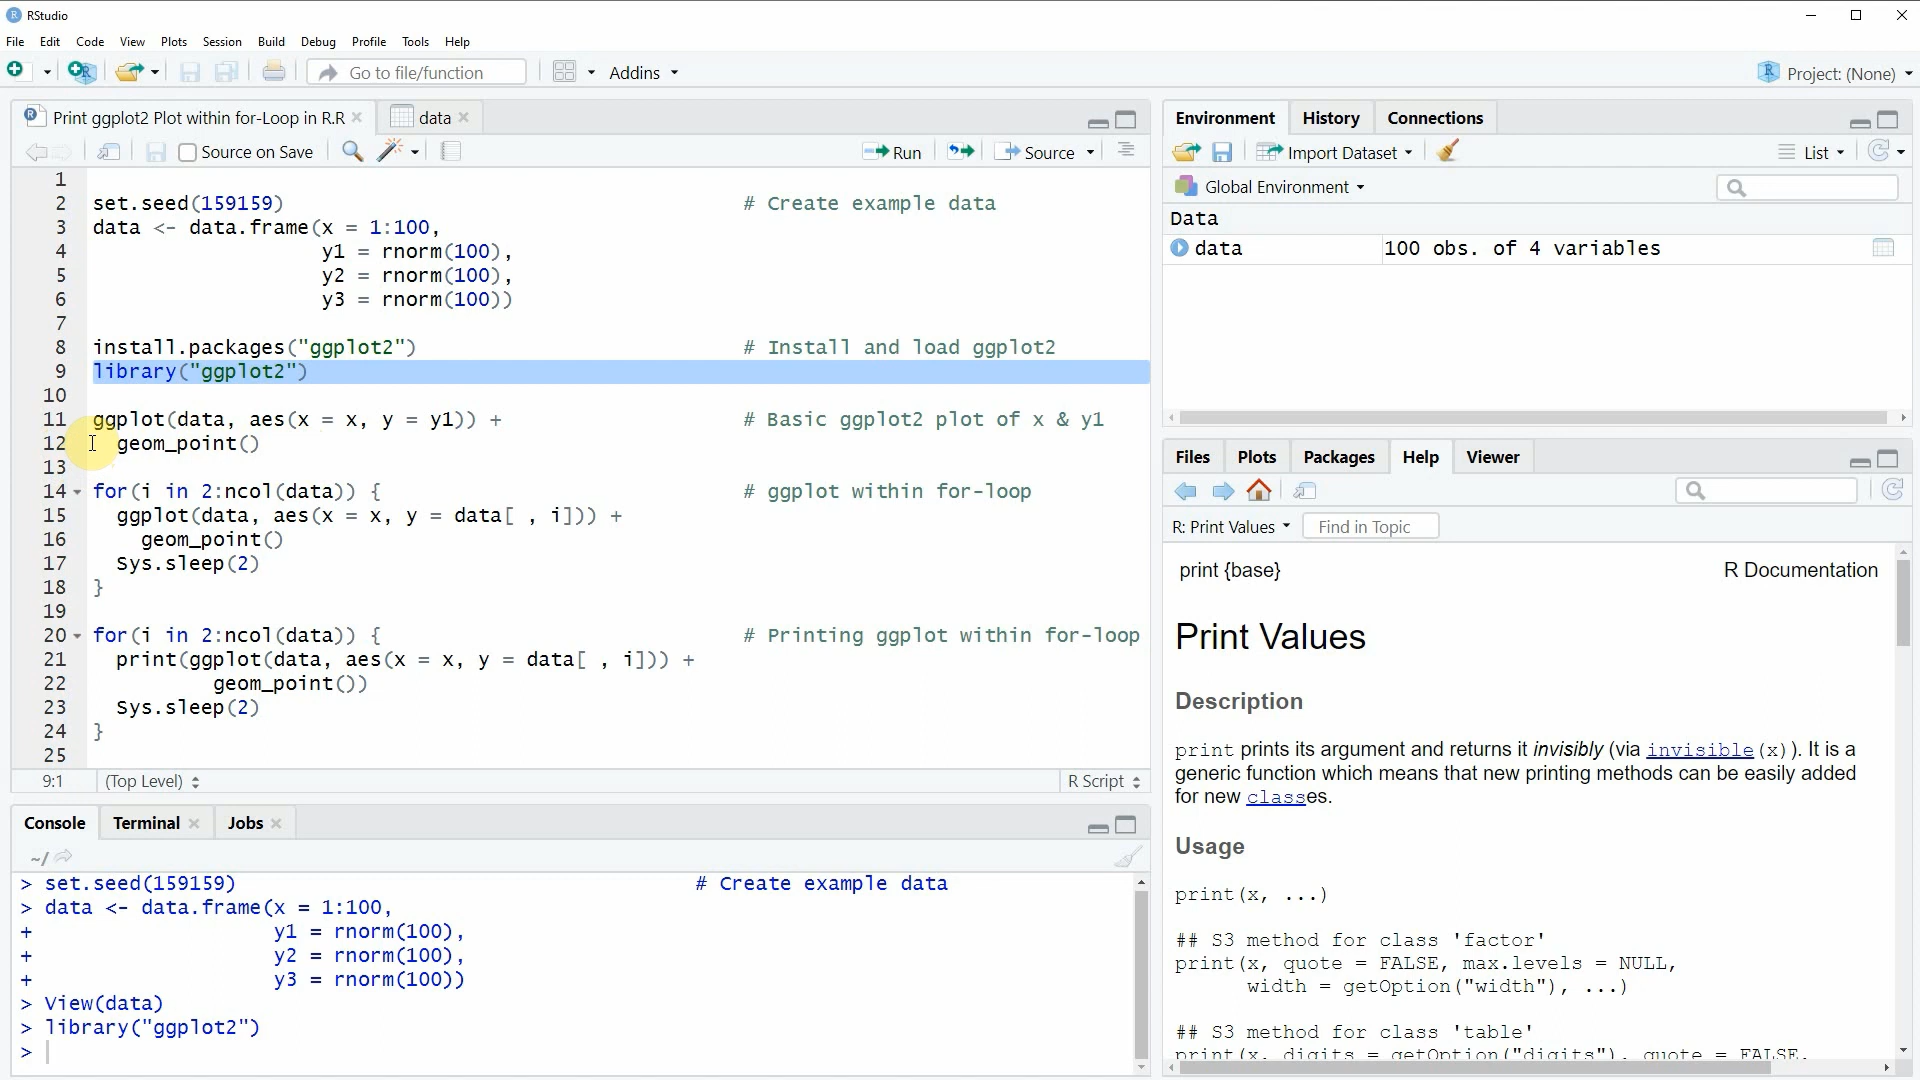 RStudio
File Edit Code View Plots Session Build Debug Profile Tools Help
Go to file/function Addins Project: (None)
Print ggplot2 Plot within for-Loop in R.R data
Source on Save Run Source
1
2 set.seed(159159) # Create example data
3 data <- data.frame(x = 1:100,
4 y1 = rnorm(100),
5 y2 = rnorm(100),
6 y3 = rnorm(100))
7
8 install.packages("ggplot2") # Install and load ggplot2
9 library("ggplot2")
10
11 ggplot(data, aes(x = x, y = y1)) + # Basic ggplot2 plot of x & y1
12 geom_point()
13
14 for(i in 2:ncol(data)) { # ggplot within for-loop
15 ggplot(data, aes(x = x, y = data[ , i])) +
16 geom_point()
17 Sys.sleep(2)
18 }
19
20 for(i in 2:ncol(data)) { # Printing ggplot within for-loop
21 print(ggplot(data, aes(x = x, y = data[ , i])) +
22 geom_point())
23 Sys.sleep(2)
24 }
25
9:1 (Top Level) R Script
Console Terminal Jobs
~/
> set.seed(159159) # Create example data
> data <- data.frame(x = 1:100,
+ y1 = rnorm(100),
+ y2 = rnorm(100),
+ y3 = rnorm(100))
> View(data)
> library("ggplot2")
>
Environment History Connections
Import Dataset List
Global Environment
Data
data 100 obs. of 4 variables
Files Plots Packages Help Viewer
R: Print Values Find in Topic
print {base} R Documentation
Print Values
Description
print prints its argument and returns it invisibly (via invisible(x)). It is a
generic function which means that new printing methods can be easily added
for new classes.
Usage
print(x, ...)
## S3 method for class 'factor'
print(x, quote = FALSE, max.levels = NULL,
width = getOption("width"), ...)
## S3 method for class 'table'
print(x, digits = getOption("digits"), quote = FALSE,